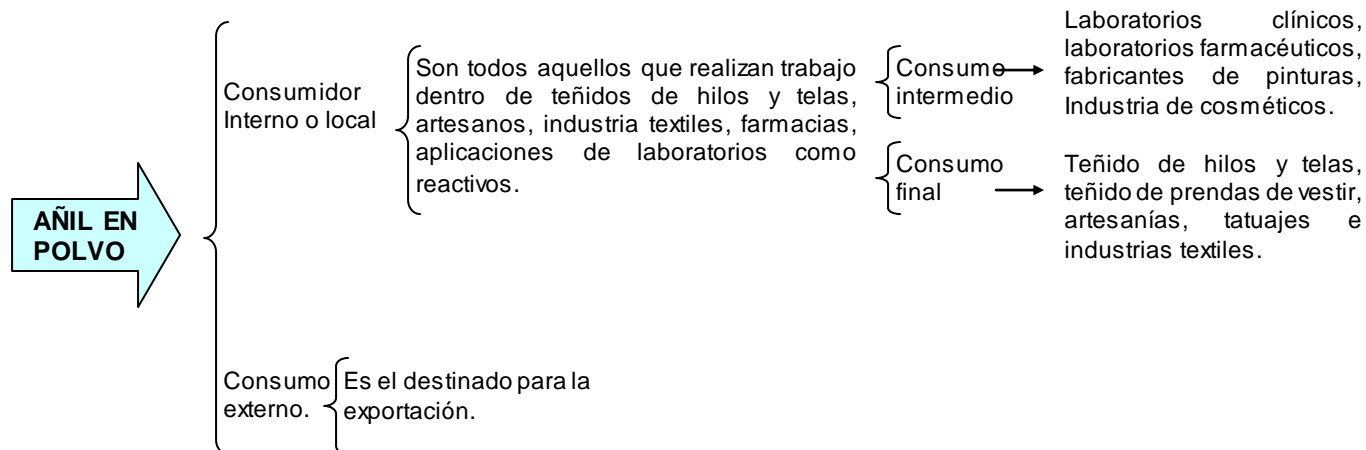 AÑIL EN
POLVO
Consumidor
Interno o local
Son todos aquellos que realizan trabajo
dentro de teñidos de hilos y telas,
artesanos, industria textiles, farmacias,
aplicaciones de laboratorios como
reactivos.
Consumo
intermedio
Laboratorios clínicos,
laboratorios farmacéuticos,
fabricantes de pinturas,
Industria de cosméticos.
Consumo
final
Teñido de hilos y telas,
teñido de prendas de vestir,
artesanías, tatuajes e
industrias textiles.
Consumo
externo.
Es el destinado para la
exportación.